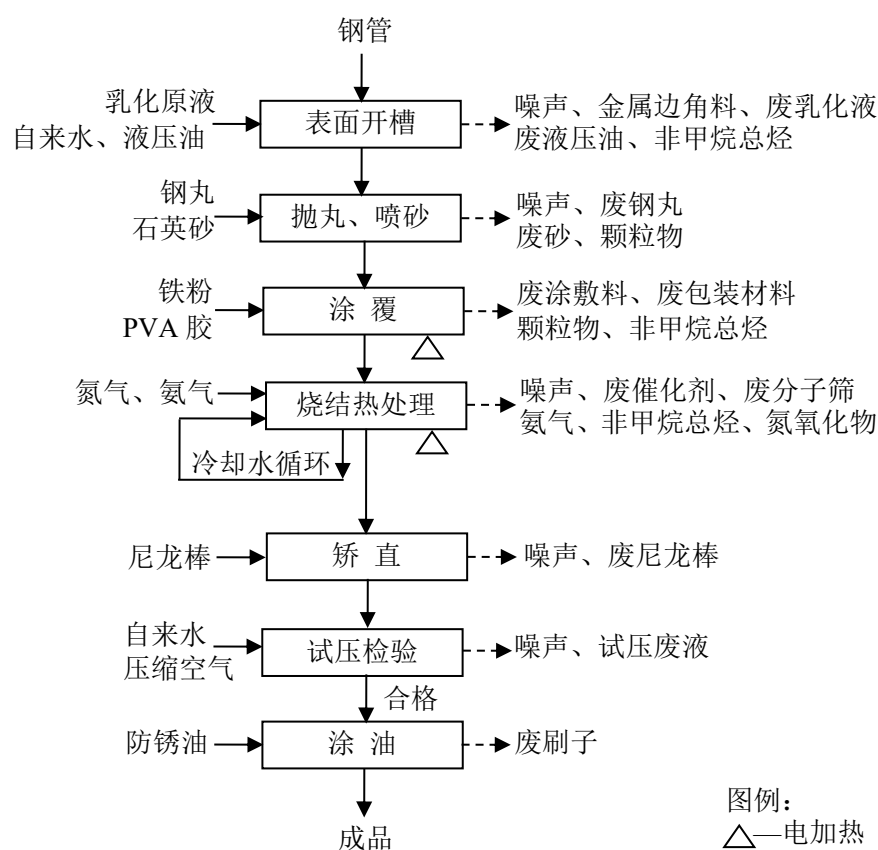 钢管
乳化原液
自来水、液压油
表面开槽
噪声、金属边角料、废乳化液
废液压油、非甲烷总烃
钢丸
石英砂
抛丸、喷砂
噪声、废钢丸
废砂、颗粒物
铁粉
PVA 胶
涂 覆
废涂敷料、废包装材料
颗粒物、非甲烷总烃
氮气、氨气
烧结热处理
噪声、废催化剂、废分子筛
氨气、非甲烷总烃、氮氧化物
冷却水循环
尼龙棒
矫 直
噪声、废尼龙棒
自来水
压缩空气
试压检验
噪声、试压废液
合格
防锈油
涂 油
废刷子
成品
图例：
—电加热